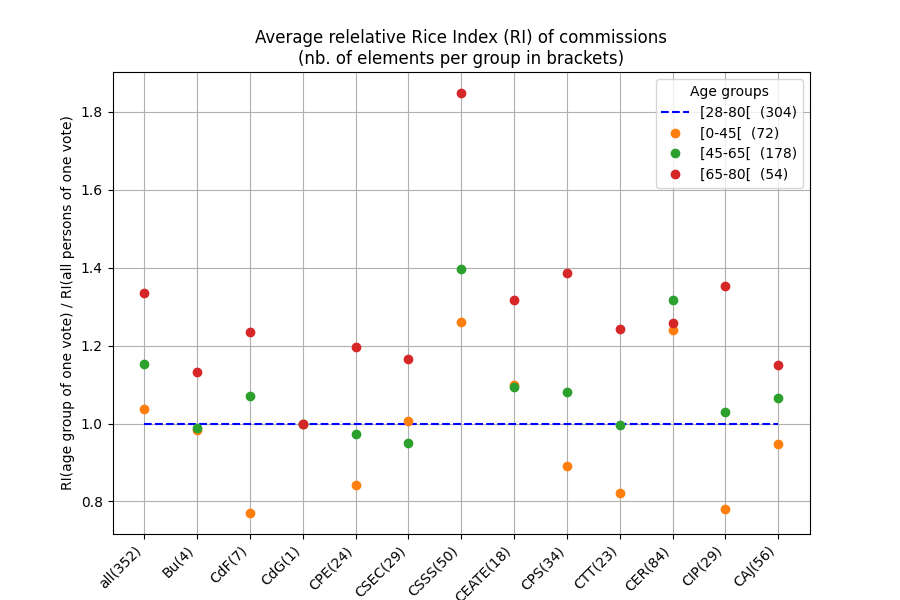 Average relelative Rice Index (RI) of commissions
(nb. of elements per group in brackets)
RI(age group of one vote) / RI(all persons of one vote)
1.8
1.6
1.4
1.2
1.0
0.8
Age groups
[28-80[ (304)
[0-45[ (72)
[45-65[ (178)
[65-80[ (54)
all(352)
Bu(4)
CdF(7)
CdG(1)
CPE(24)
CSEC(29)
CSSS(50)
CEATE(18)
CPS(34)
CTT(23)
CER(84)
CIP(29)
CAJ(56)